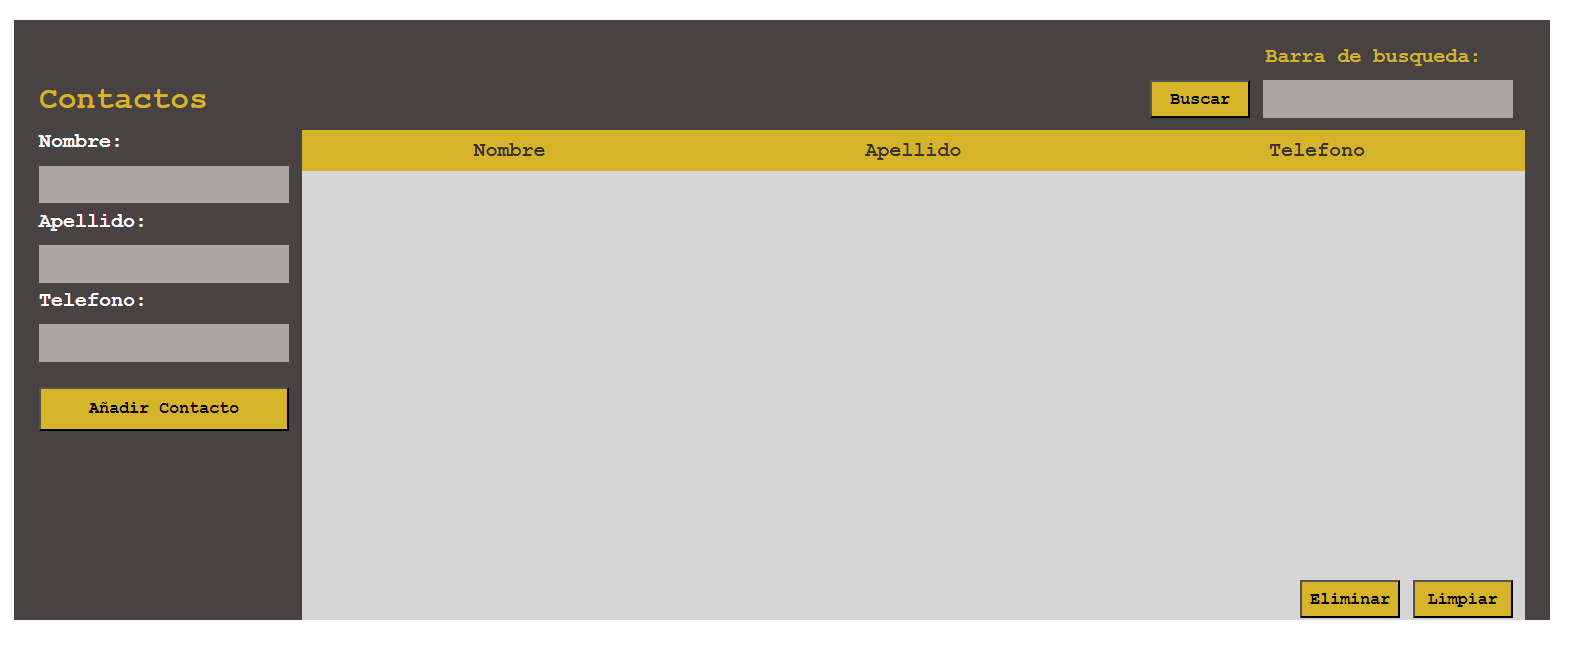 Barra de busqueda:
Contactos
Buscar
Nombre:
Nombre Apellido Telefono
Apellido:
Telefono:
Añadir Contacto
Eliminar Limpiar